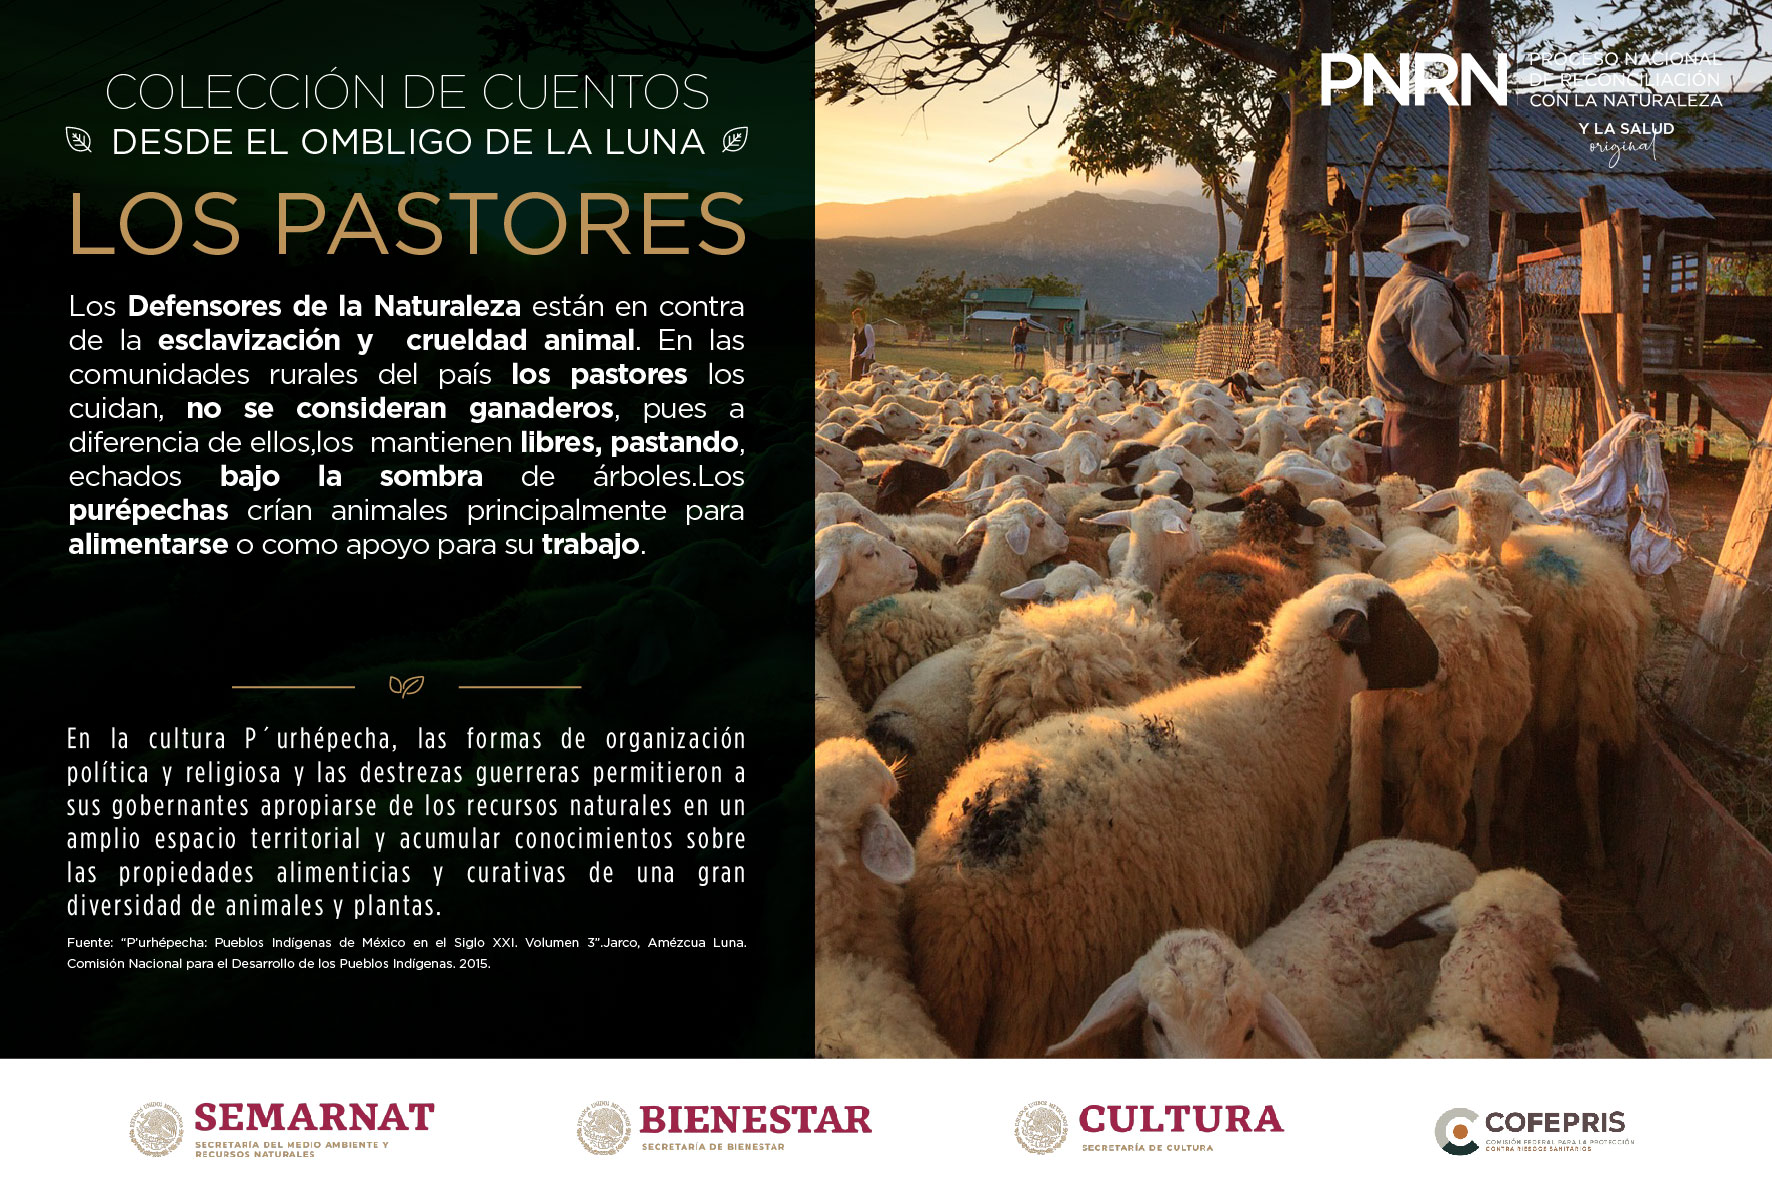 COLECCIÓN DE CUENTOS
DESDE EL OMBLIGO DE LA LUNA
LOS PASTORES
Los Defensores de la Naturaleza están en contra
de la esclavización y  crueldad animal. En las
comunidades rurales del país los pastores los
cuidan, no se consideran ganaderos, pues a
diferencia de ellos,los  mantienen libres, pastando,
echados bajo la sombra de árboles.Los
purépechas crían animales principalmente para
alimentarse o como apoyo para su trabajo.
En la cultura P´urhépecha, las formas de organización
política y religiosa y las destrezas guerreras permitieron a
sus gobernantes apropiarse de los recursos naturales en un
amplio espacio territorial y acumular conocimientos sobre
las propiedades alimenticias y curativas de una gran
diversidad de animales y plantas.
Fuente: “P’urhépecha: Pueblos Indígenas de México en el Siglo XXI. Volumen 3”.Jarco, Amézcua Luna.
Comisión Nacional para el Desarrollo de los Pueblos Indígenas. 2015.
PNRN
PROCESO NACIONAL
DE RECONCILIACIÓN
CON LA NATURALEZA
Y LA SALUD
original
SEMARNAT
SECRETARÍA DEL MEDIO AMBIENTE Y
RECURSOS NATURALES
BIENESTAR
SECRETARÍA DE BIENESTAR
CULTURA
SECRETARÍA DE CULTURA
COFEPRIS
COMISIÓN FEDERAL PARA LA PROTECCIÓN
CONTRA RIESGOS SANITARIOS